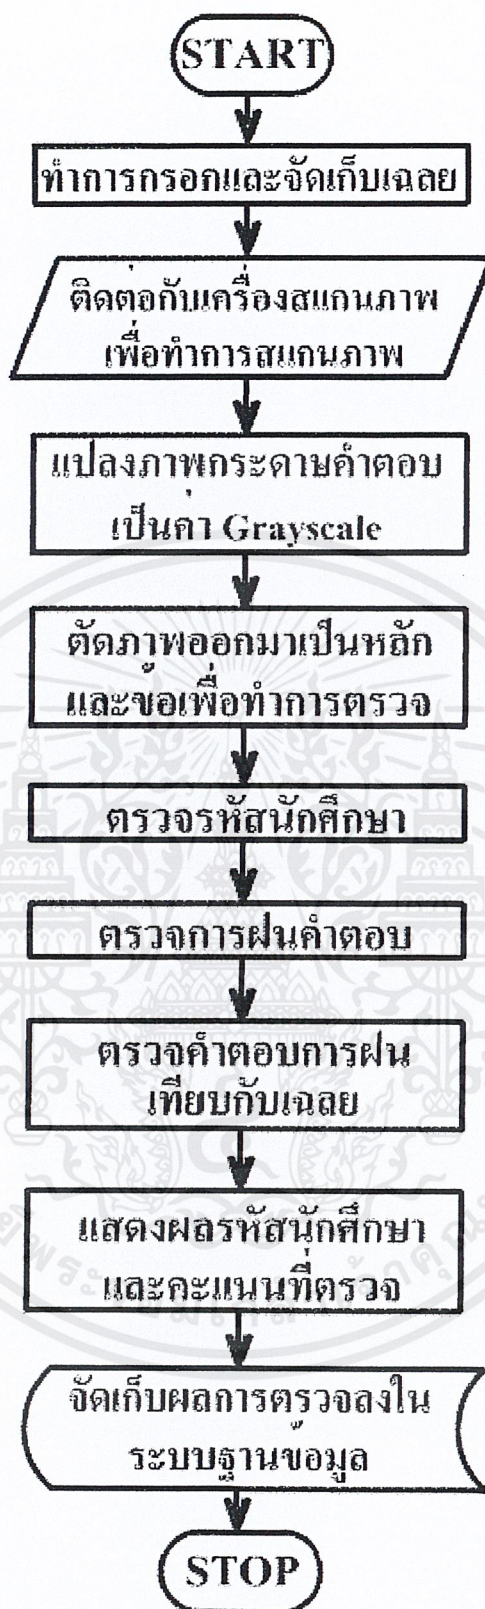 START
ทำการกรอกและจัดเก็บเฉลย
ติดต่อกับเครื่องสแกนภาพ
เพื่อทำการสแกนภาพ
แปลงภาพกระดาษคำตอบ
เป็นค่า Grayscale
ตัดภาพออกมาเป็นหลัก
และข้อเพื่อทำการตรวจ
ตรวจรหัสนักศึกษา
ตรวจการฝนคำตอบ
ตรวจคำตอบการฝน
เทียบกับเฉลย
แสดงผลรหัสนักศึกษา
และคะแนนที่ตรวจ
จัดเก็บผลการตรวจลงใน
ระบบฐานข้อมูล
STOP